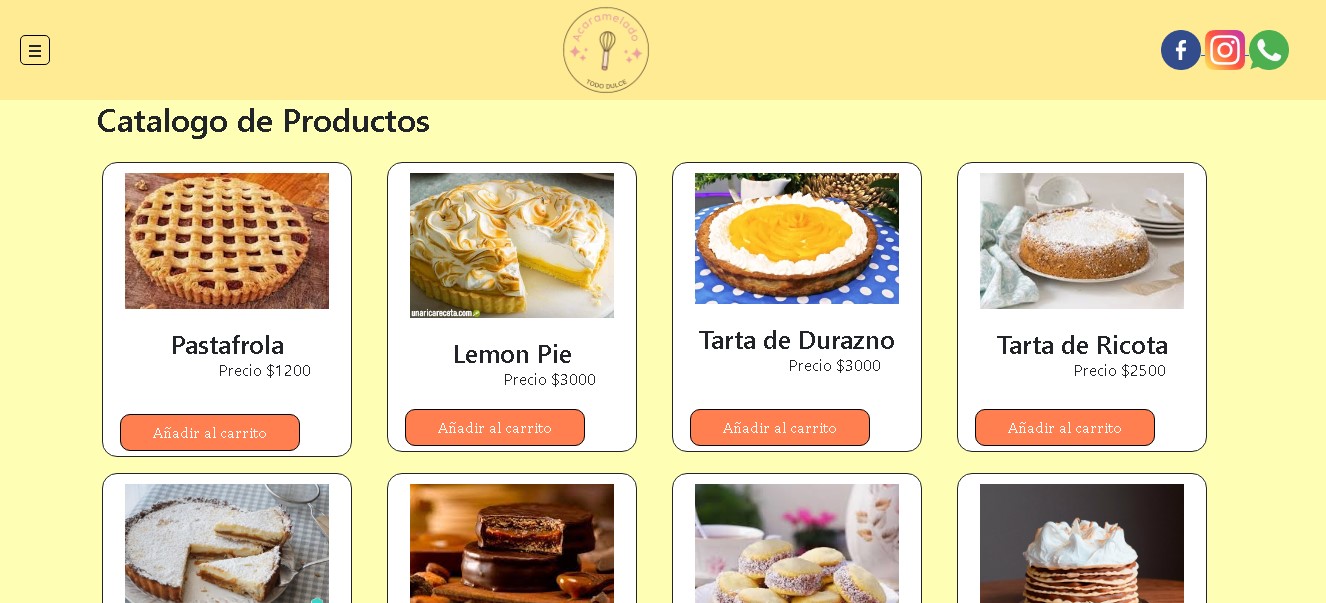 Acaramelado
TODO DULCE
Catalogo de Productos
unaricareceta.com
Pastafrola
Precio $1200
Añadir al carrito
Lemon Pie
Precio $3000
Añadir al carrito
Tarta de Durazno
Precio $3000
Añadir al carrito
Tarta de Ricota
Precio $2500
Añadir al carrito